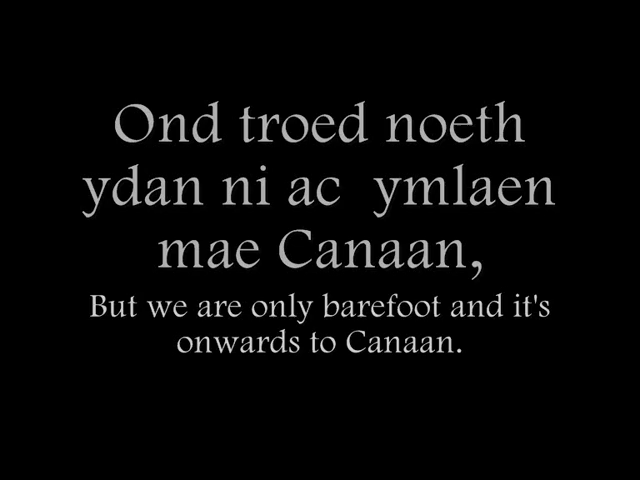 Ond troed noeth
ydan ni ac  ymlaen
mae Canaan,
But we are only barefoot and it's
onwards to Canaan.